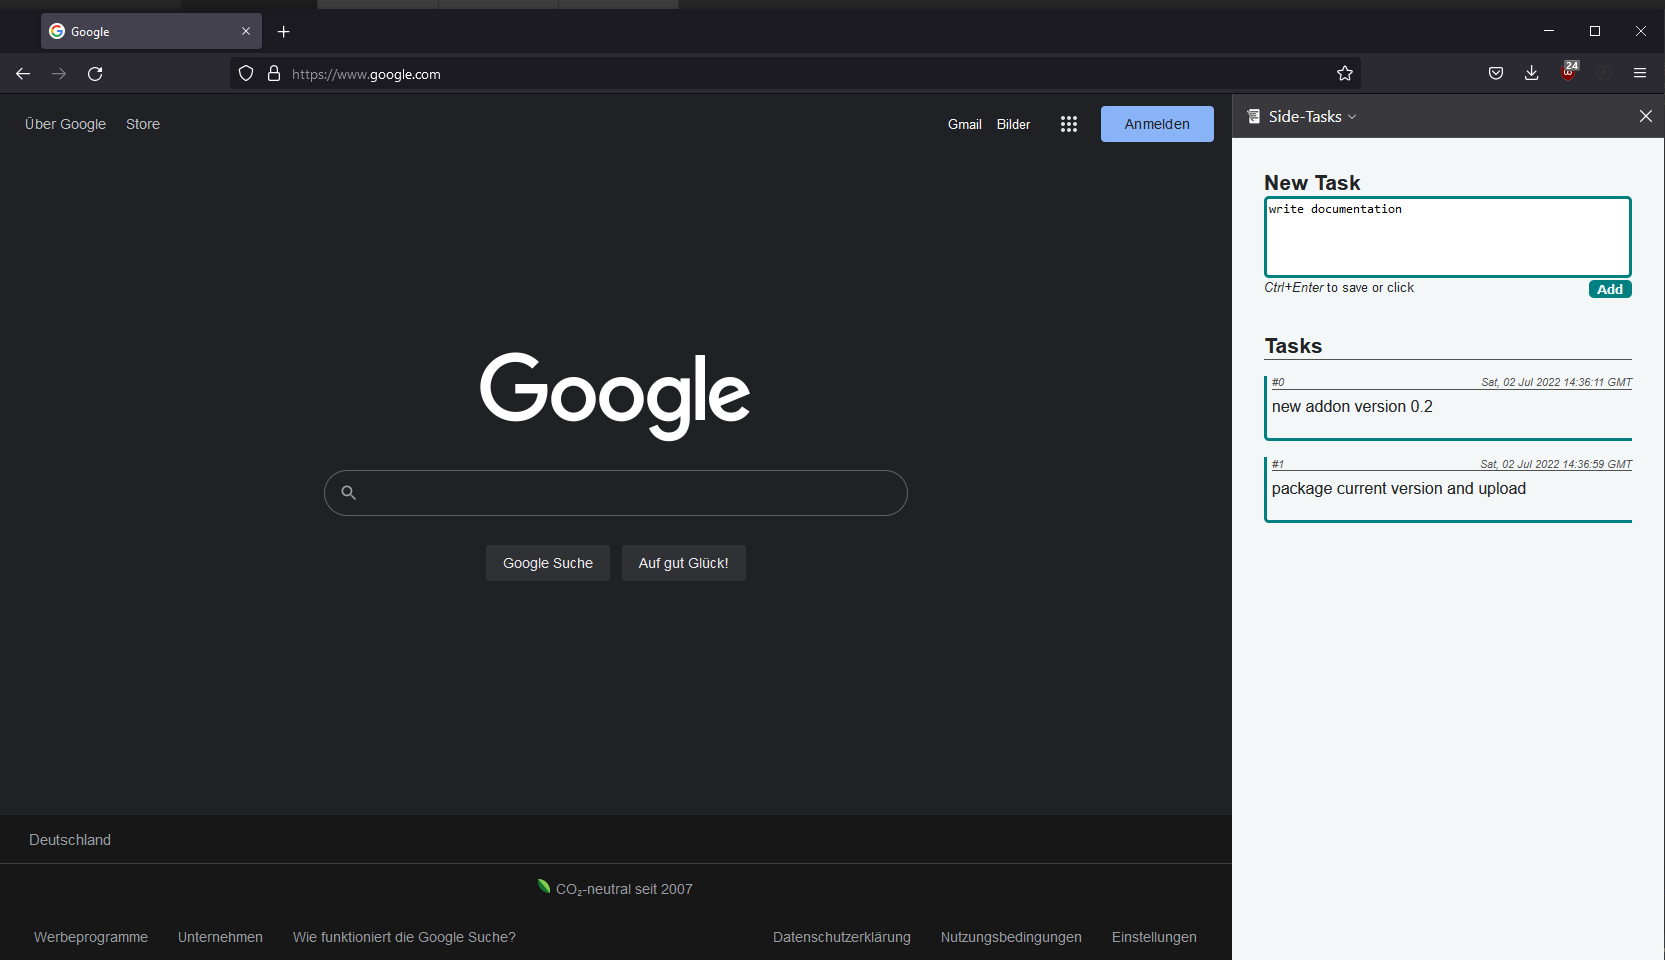 Google
https://www.google.com
24
Über Google Store
Gmail Bilder
Anmelden
Google
Google Suche
Auf gut Glück!
Deutschland
CO₂-neutral seit 2007
Werbeprogramme Unternehmen Wie funktioniert die Google Suche?
Datenschutzerklärung Nutzungsbedingungen Einstellungen
Side-Tasks
New Task
write documentation
Ctrl+Enter to save or click
Add
Tasks
#0 Sat, 02 Jul 2022 14:36:11 GMT
new addon version 0.2
#1 Sat, 02 Jul 2022 14:36:59 GMT
package current version and upload